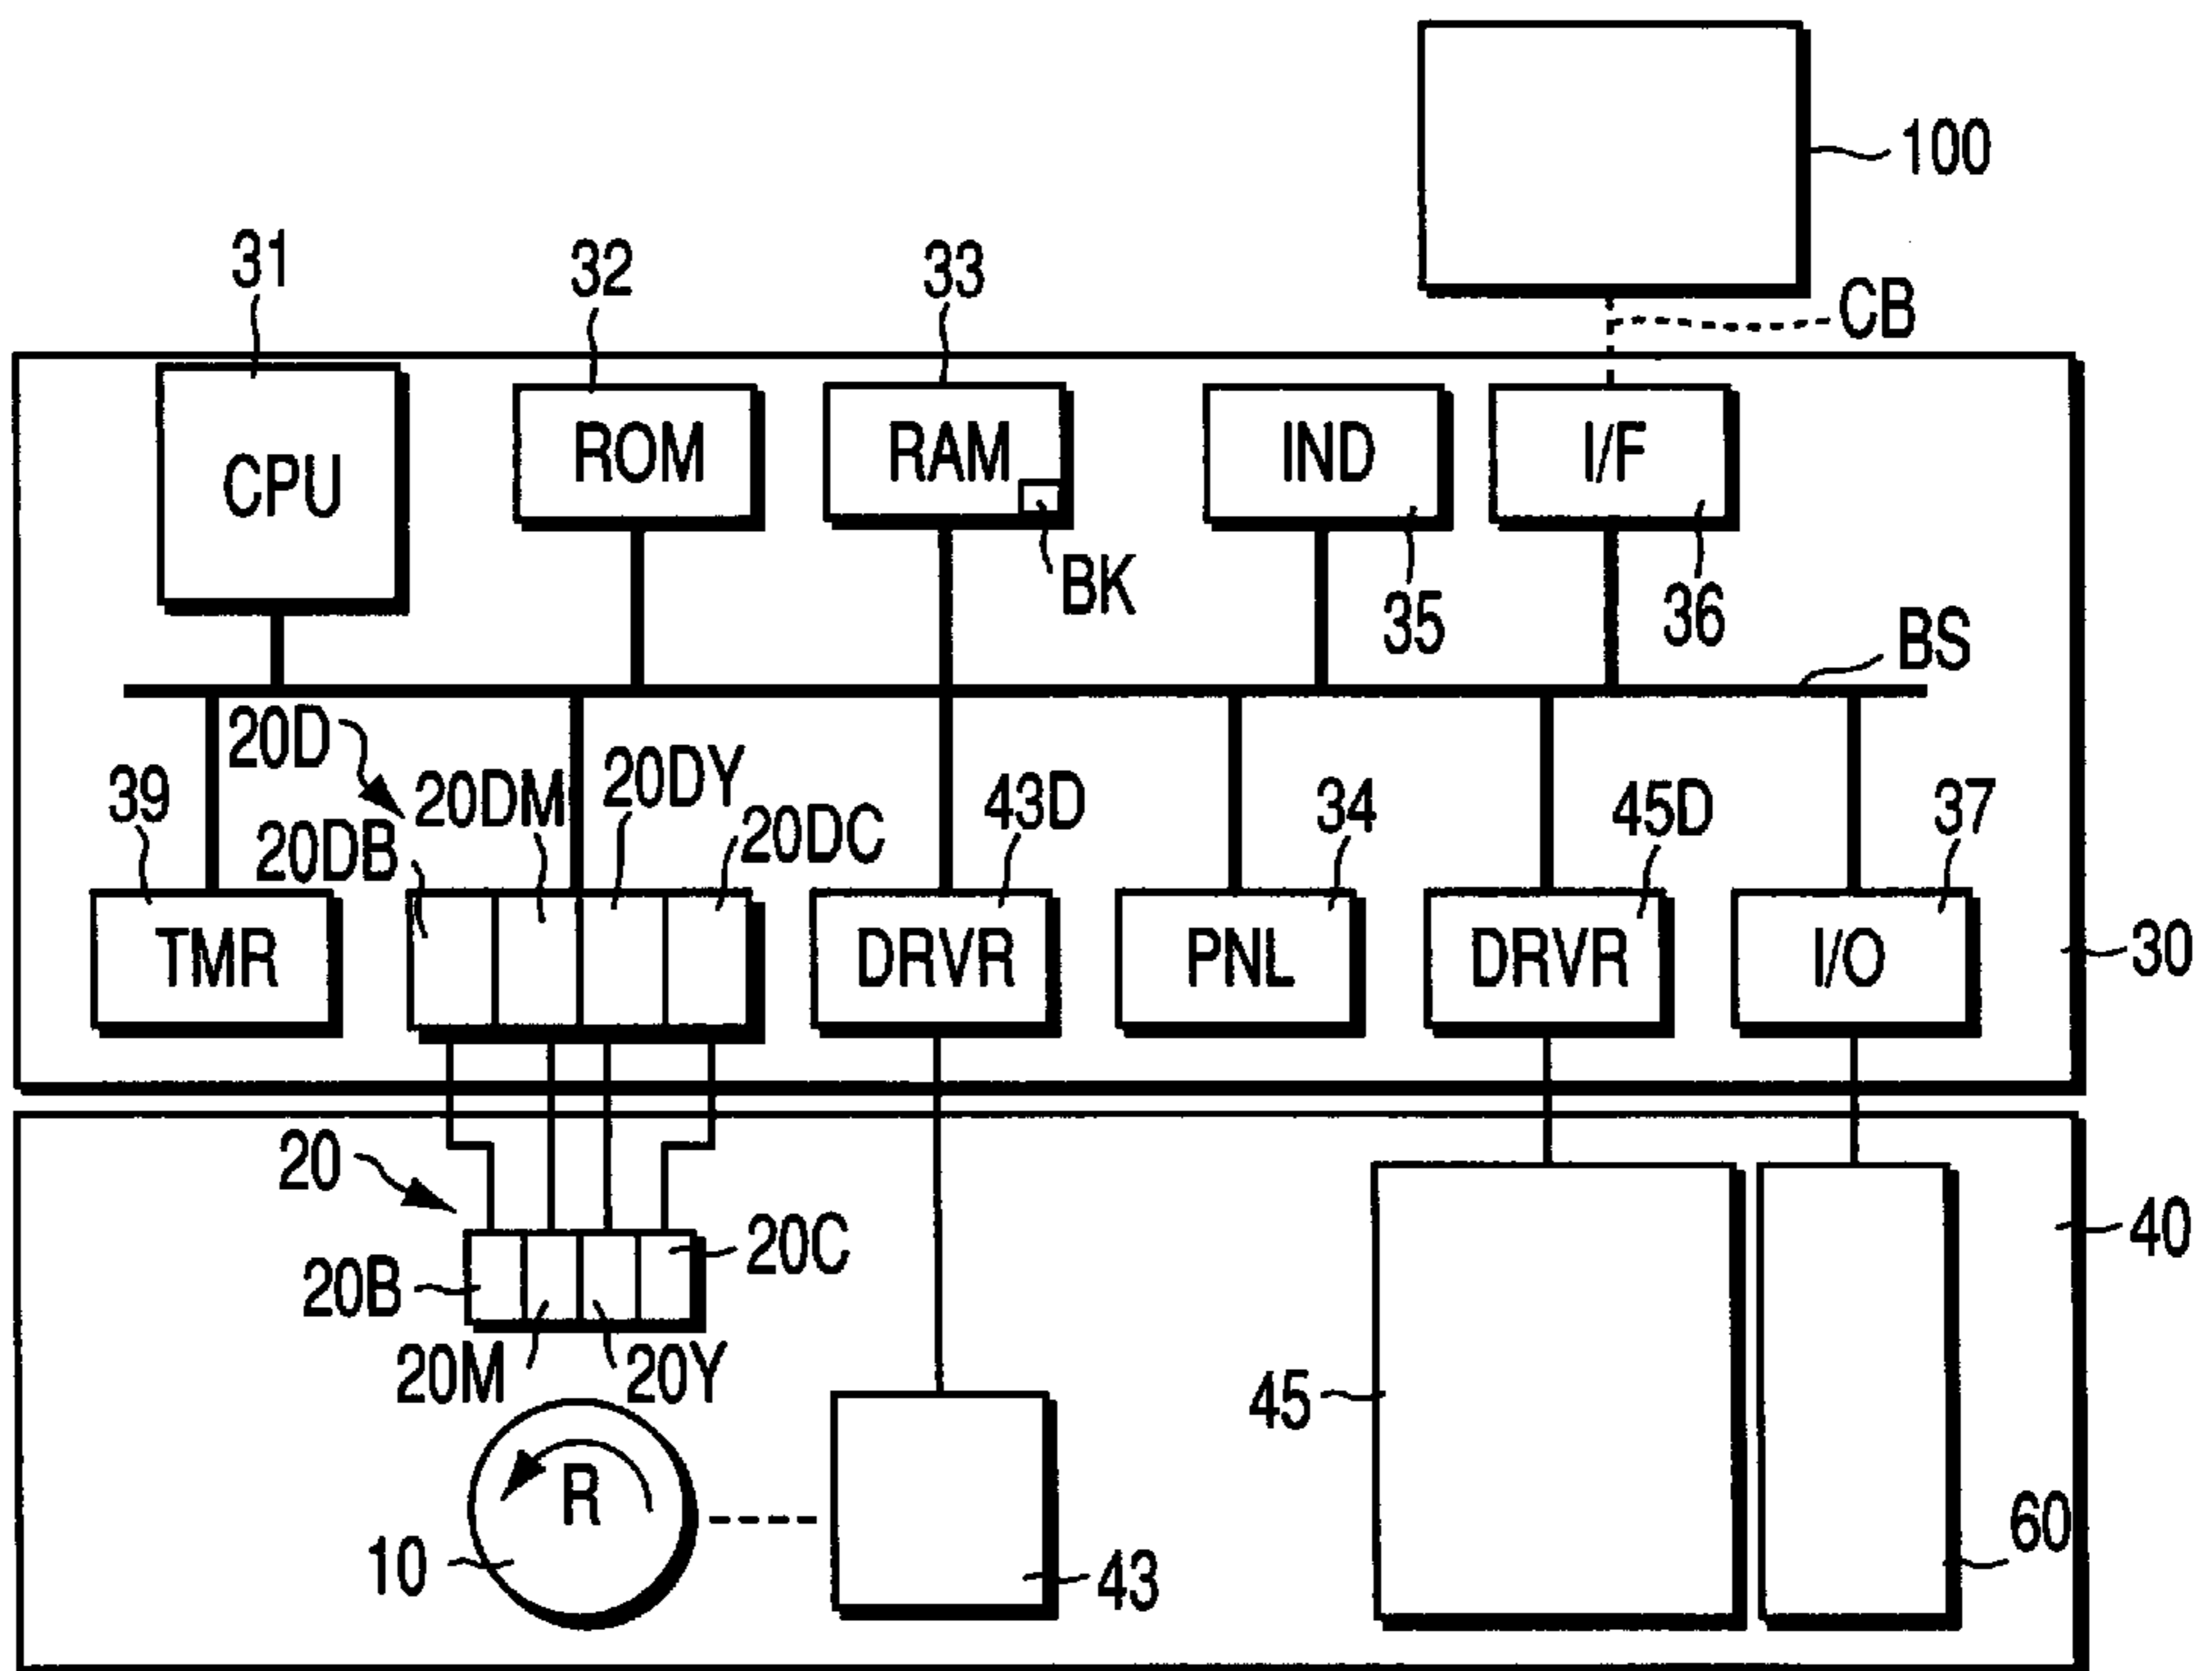 100
CB
31
32
33
CPU
ROM
RAM
IND
I/F
BK
35
36
BS
20D
39
20DB
20DM
20DY
20DC
43D
34
45D
37
TMR
DRVR
PNL
DRVR
I/O
30
20
20B
20C
20M
20Y
40
45
R
10
43
60